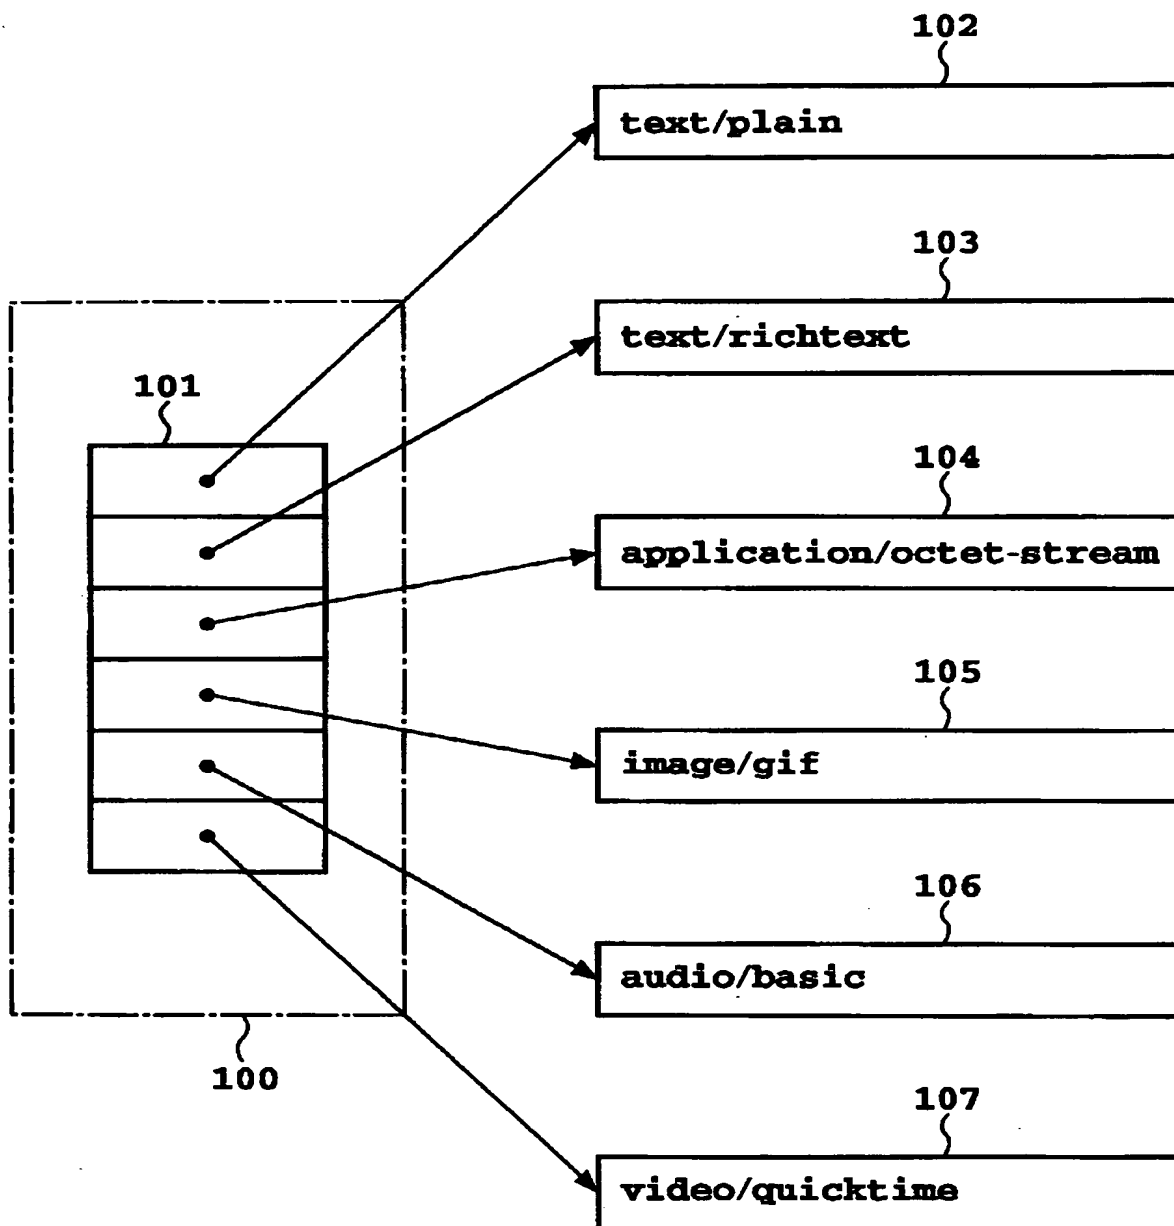 102
text/plain
103
text/richtext
101
104
application/octet-stream
105
image/gif
106
audio/basic
100
107
video/quicktime